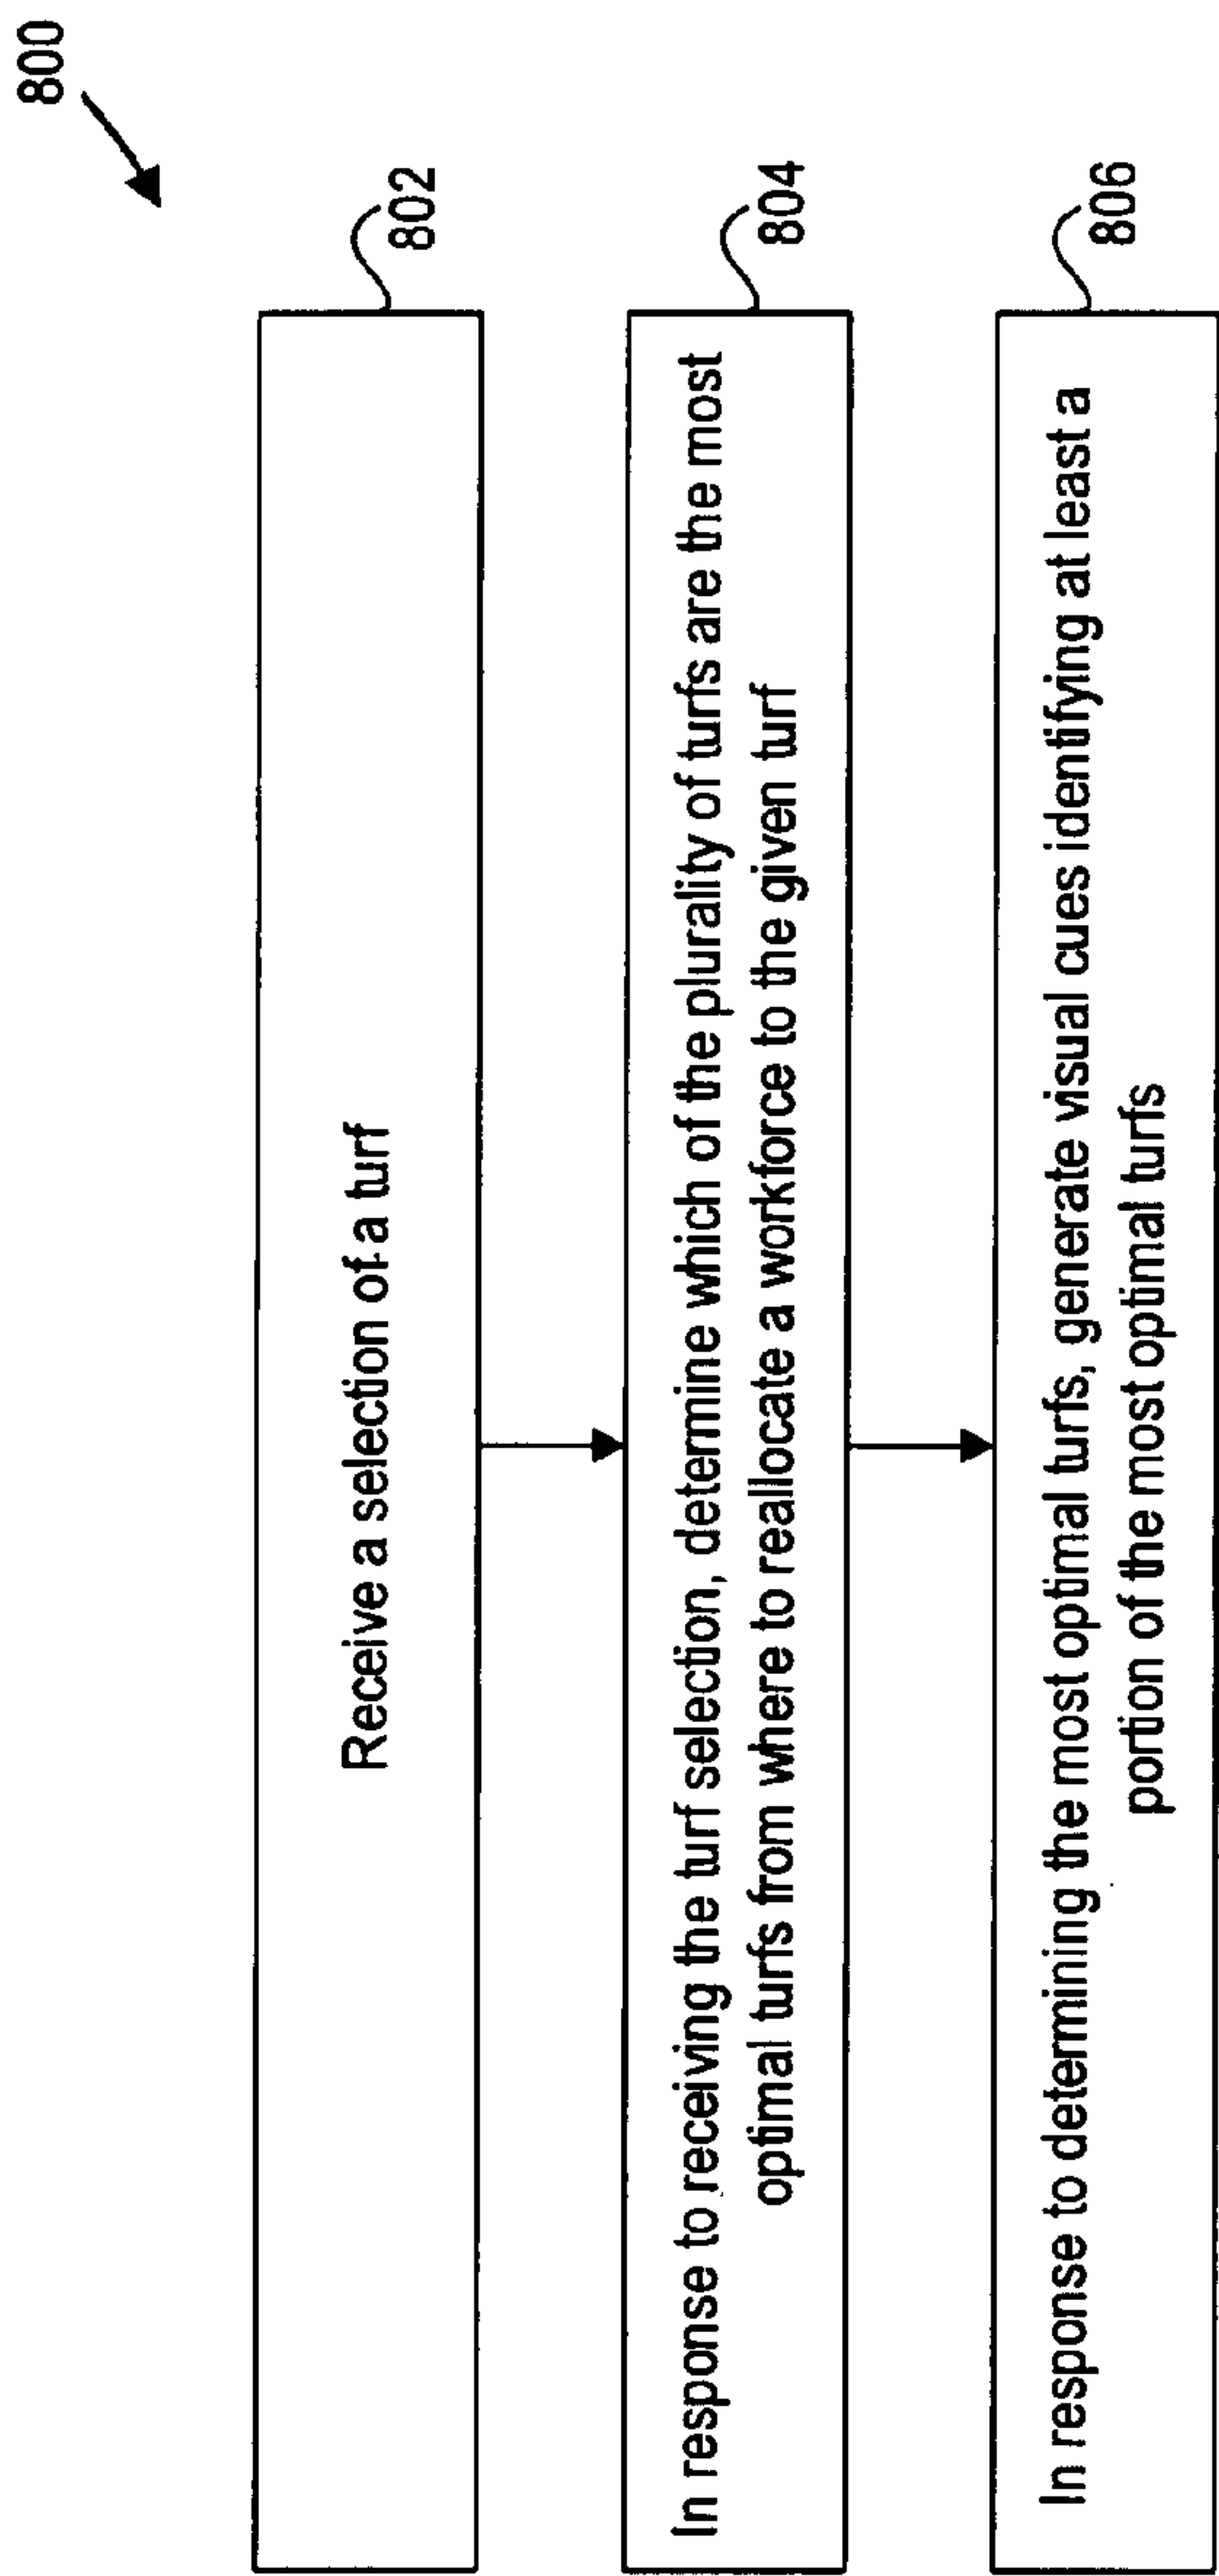 800
Receive a selection of a turf
802
In response to receiving the turf selection, determine which of the plurality of turfs are the most
optimal turfs from where to reallocate a workforce to the given turf
804
In response to determining the most optimal turfs, generate visual cues identifying at least a
portion of the most optimal turfs
806